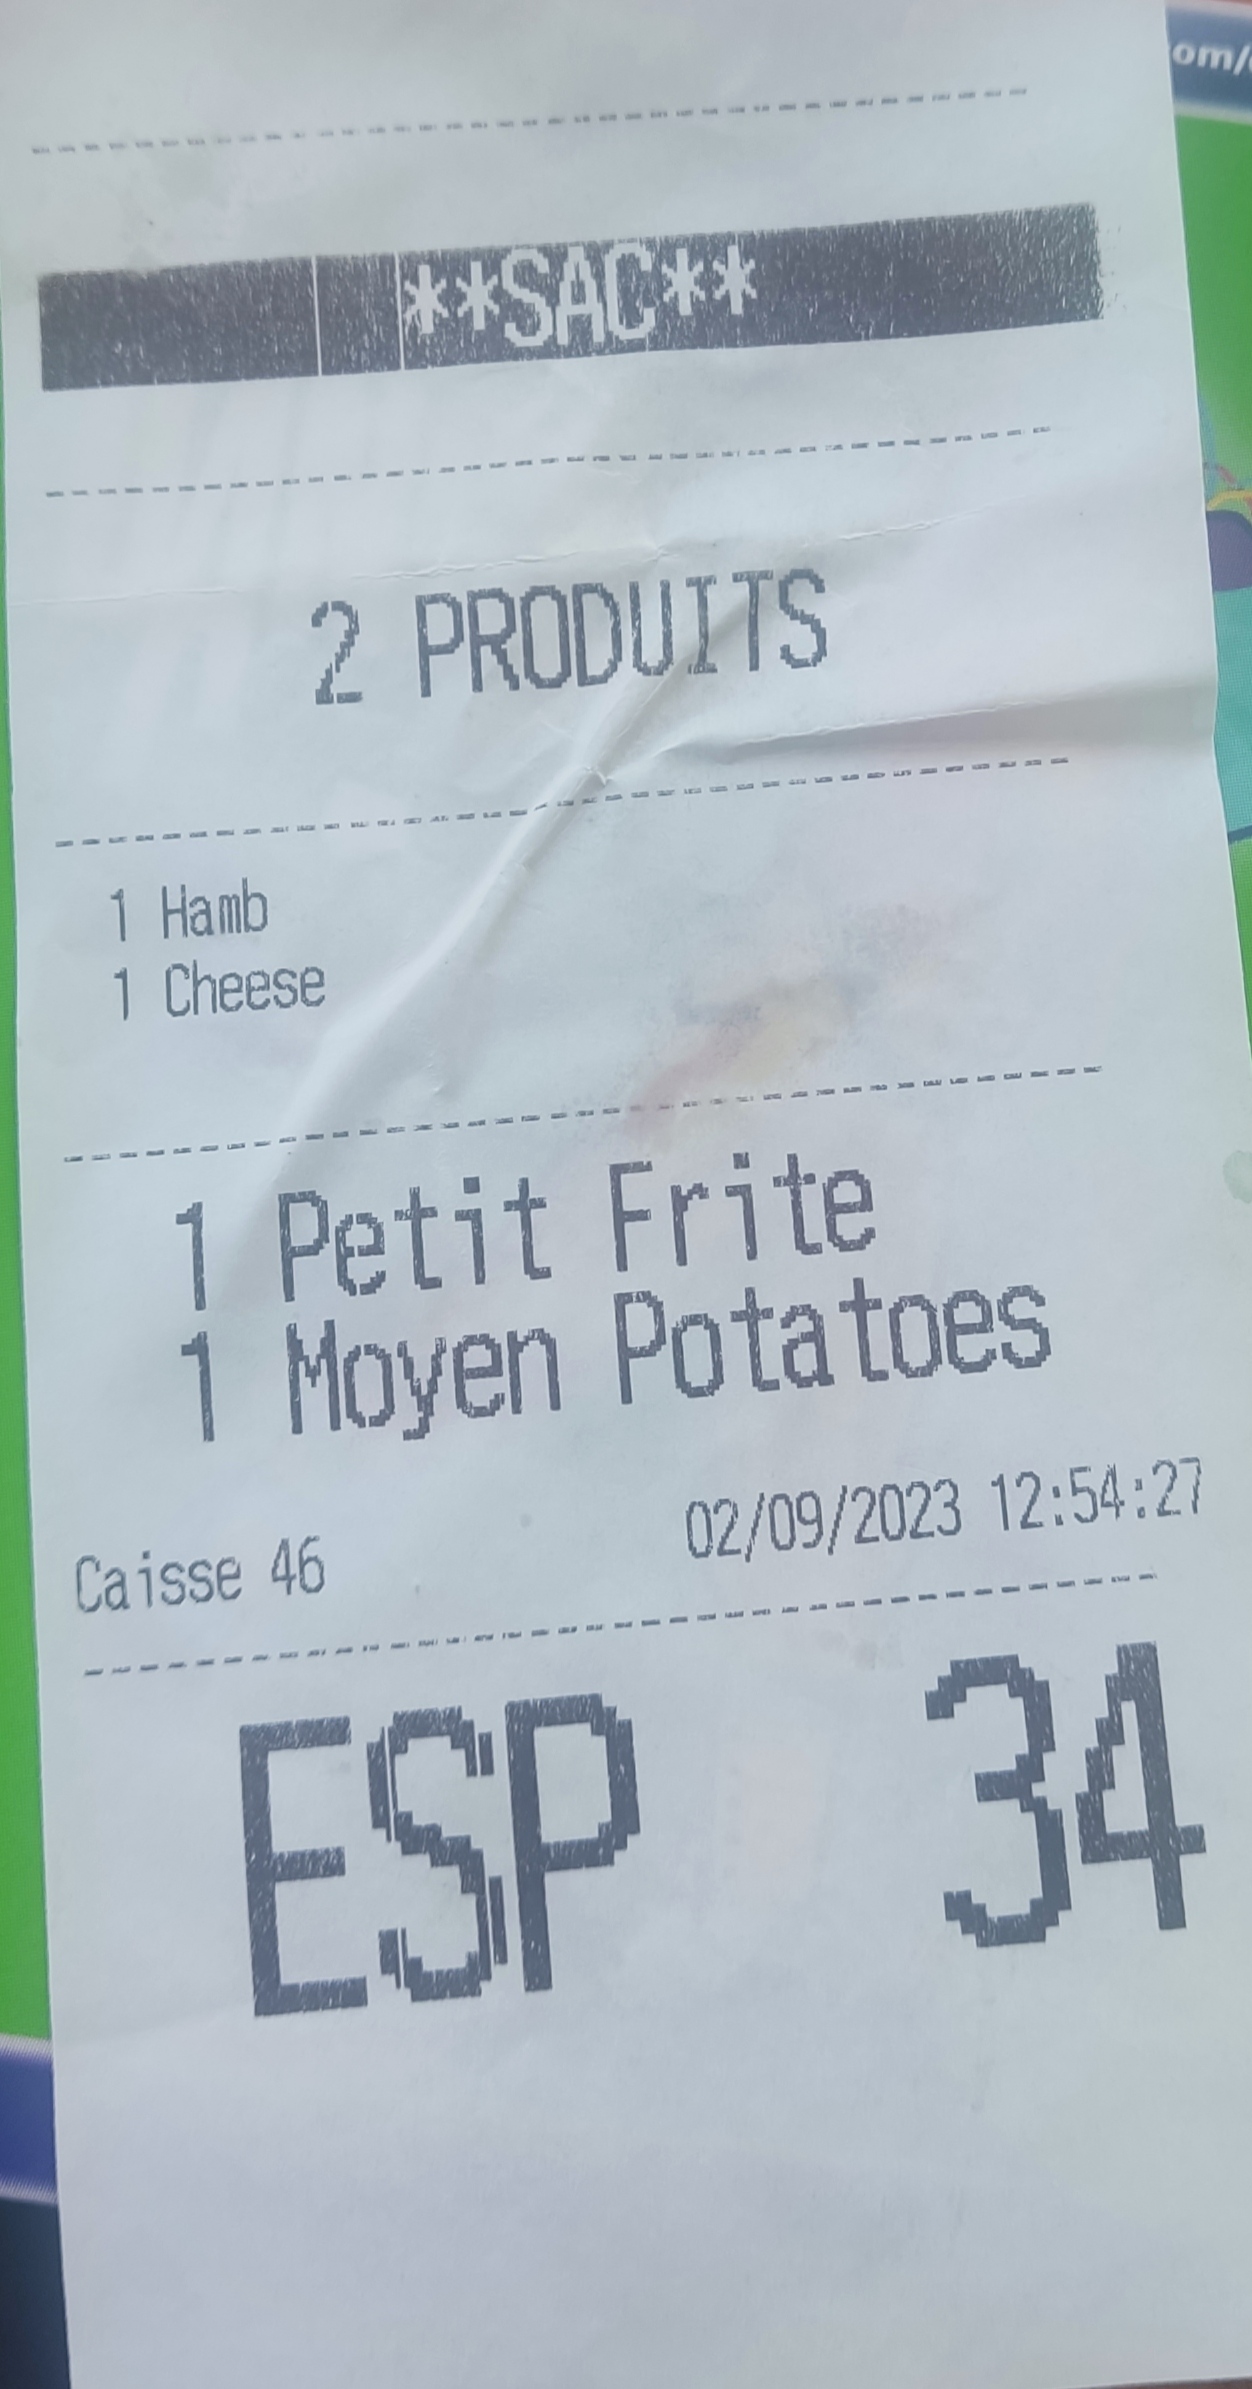 om/
**SAC**
2 PRODUITS
1 Hamb
1 Cheese
1 Petit Frite
1 Moyen Potatoes
02/09/2023 12:54:27
Caisse 46
ESP 34